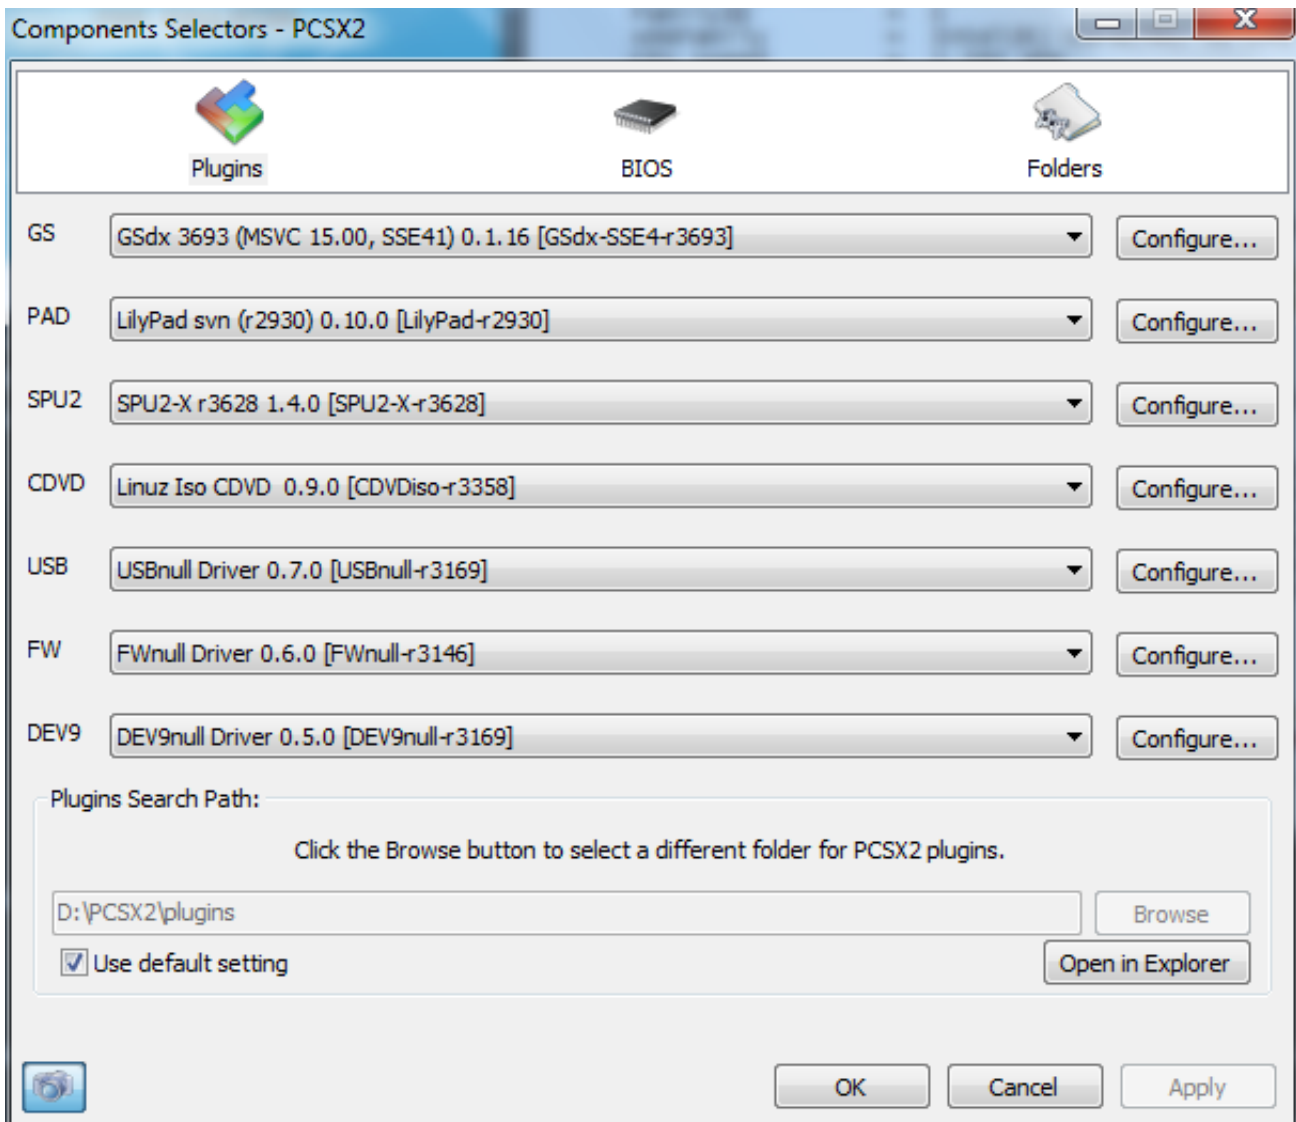 Components Selectors - PCSX2
Plugins
BIOS
Folders
GS
GSdx 3693 (MSVC 15.00, SSE41) 0.1.16 [GSdx-SSE4-r3693]
Configure...
PAD
LilyPad svn (r2930) 0.10.0 [LilyPad-r2930]
Configure...
SPU2
SPU2-X r3628 1.4.0 [SPU2-X-r3628]
Configure...
CDVD
Linuz Iso CDVD  0.9.0 [CDVDiso-r3358]
Configure...
USB
USBnull Driver 0.7.0 [USBnull-r3169]
Configure...
FW
FWnull Driver 0.6.0 [FWnull-r3146]
Configure...
DEV9
DEV9null Driver 0.5.0 [DEV9null-r3169]
Configure...
Plugins Search Path:
Click the Browse button to select a different folder for PCSX2 plugins.
D:\PCSX2\plugins
Browse
Use default setting
Open in Explorer
OK
Cancel
Apply